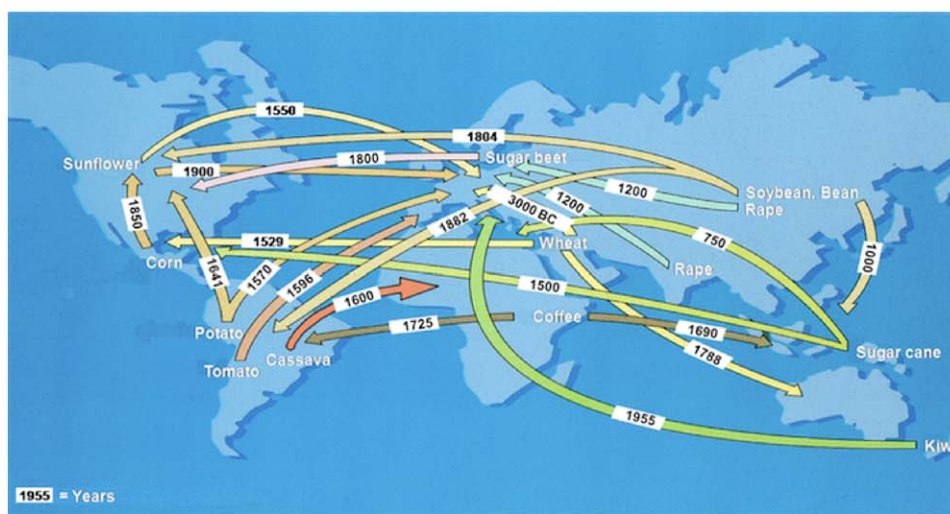 1550
1804
Sunflower
1900
1800
Sugar beet
1200
Soybean, Bean
Rape
1850
1641
1570
1596
1882
3000 BC
1200
750
1000
Corn
1529
Wheat
Rape
1600
1500
Potato
Cassava
1725
Coffee
1690
1788
Sugar cane
Tomato
1955
Kiw
1955 = Years